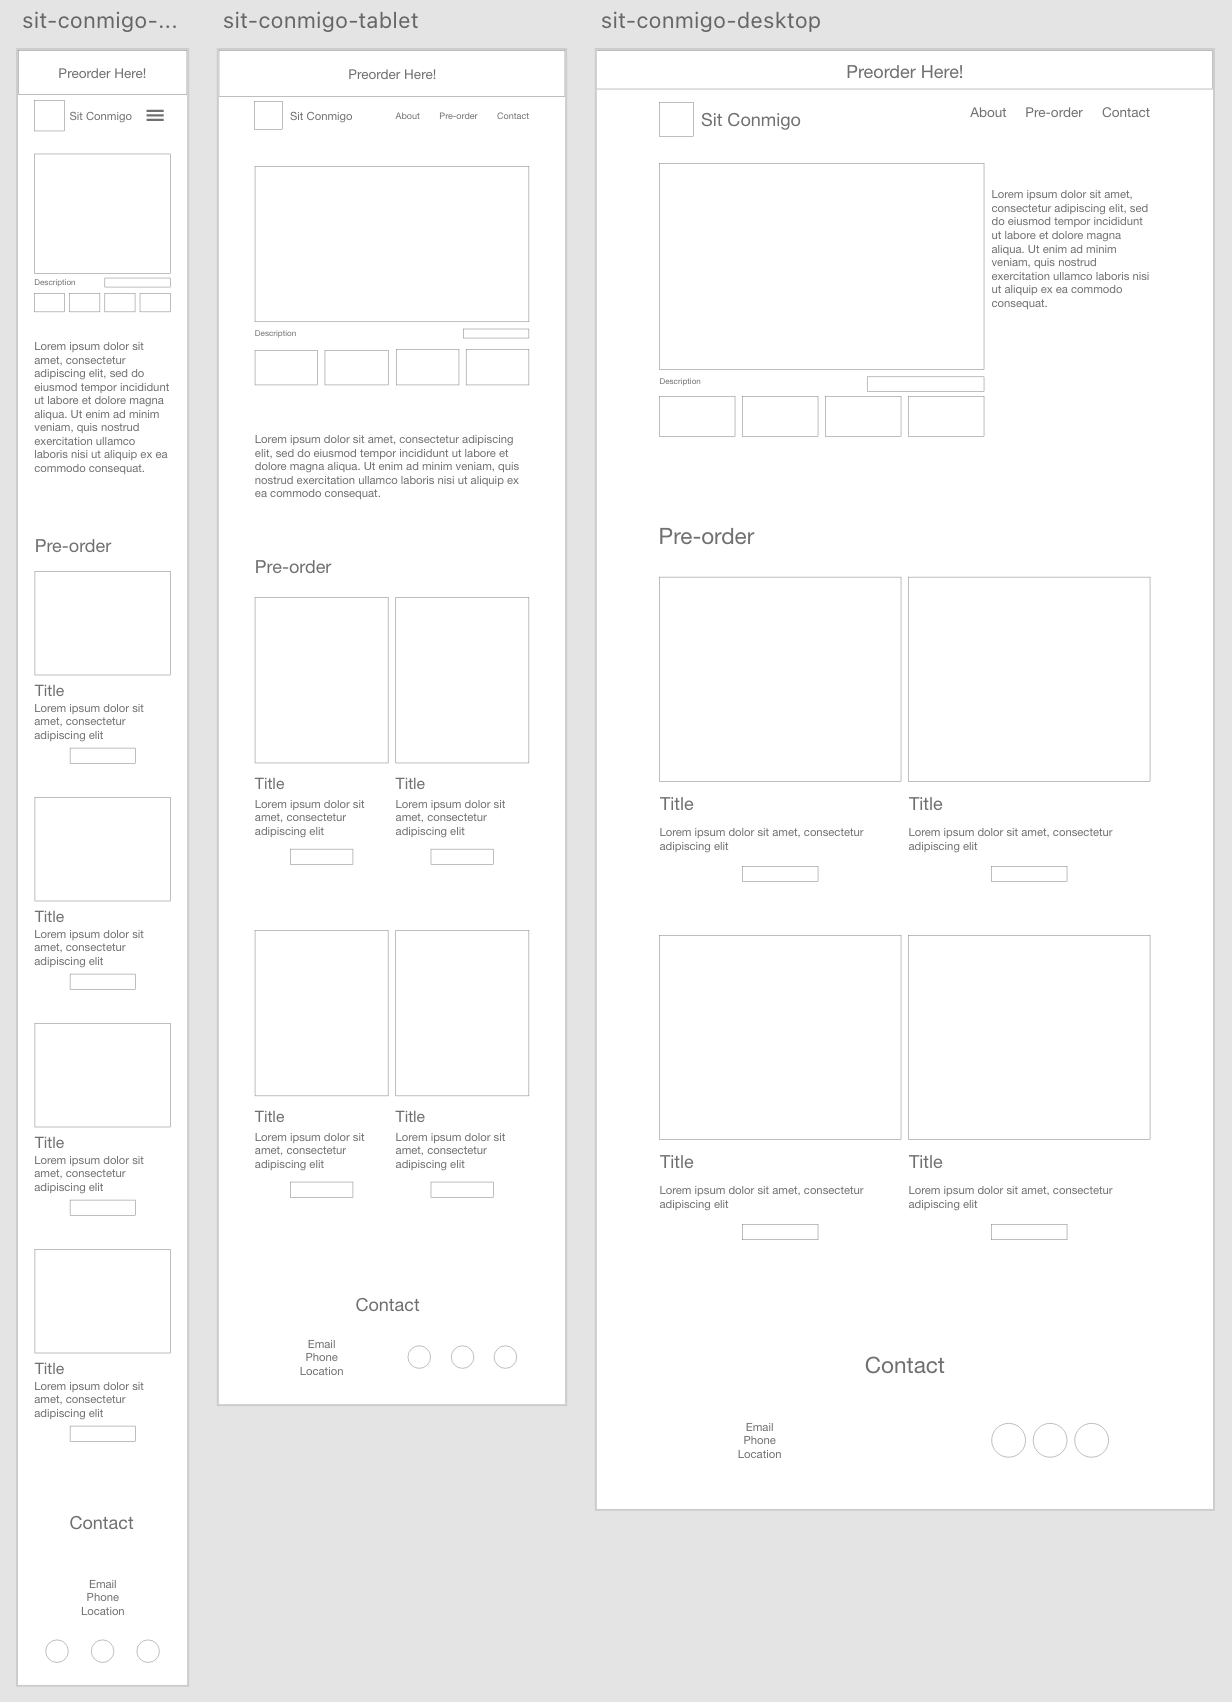 sit-conmigo-...
Preorder Here!
Sit Conmigo
Description
Lorem ipsum dolor sit
amet, consectetur
adipiscing elit, sed do
eiusmod tempor incididunt
ut labore et dolore magna
aliqua. Ut enim ad minim
veniam, quis nostrud
exercitation ullamco
laboris nisi ut aliquip ex ea
commodo consequat.
Pre-order
Title
Lorem ipsum dolor sit
amet, consectetur
adipiscing elit
Title
Lorem ipsum dolor sit
amet, consectetur
adipiscing elit
Title
Lorem ipsum dolor sit
amet, consectetur
adipiscing elit
Title
Lorem ipsum dolor sit
amet, consectetur
adipiscing elit
Contact
Email
Phone
Location
sit-conmigo-tablet
Preorder Here!
Sit Conmigo
About Pre-order Contact
Description
Lorem ipsum dolor sit amet, consectetur adipiscing
elit, sed do eiusmod tempor incididunt ut labore et
dolore magna aliqua. Ut enim ad minim veniam, quis
nostrud exercitation ullamco laboris nisi ut aliquip ex
ea commodo consequat.
Pre-order
Title
Lorem ipsum dolor sit
amet, consectetur
adipiscing elit
Title
Lorem ipsum dolor sit
amet, consectetur
adipiscing elit
Title
Lorem ipsum dolor sit
amet, consectetur
adipiscing elit
Title
Lorem ipsum dolor sit
amet, consectetur
adipiscing elit
Contact
Email
Phone
Location
sit-conmigo-desktop
Preorder Here!
Sit Conmigo
About Pre-order Contact
Lorem ipsum dolor sit amet,
consectetur adipiscing elit, sed
do eiusmod tempor incididunt
ut labore et dolore magna
aliqua. Ut enim ad minim
veniam, quis nostrud
exercitation ullamco laboris nisi
ut aliquip ex ea commodo
consequat.
Description
Pre-order
Title
Lorem ipsum dolor sit amet, consectetur
adipiscing elit
Title
Lorem ipsum dolor sit amet, consectetur
adipiscing elit
Title
Lorem ipsum dolor sit amet, consectetur
adipiscing elit
Title
Lorem ipsum dolor sit amet, consectetur
adipiscing elit
Contact
Email
Phone
Location